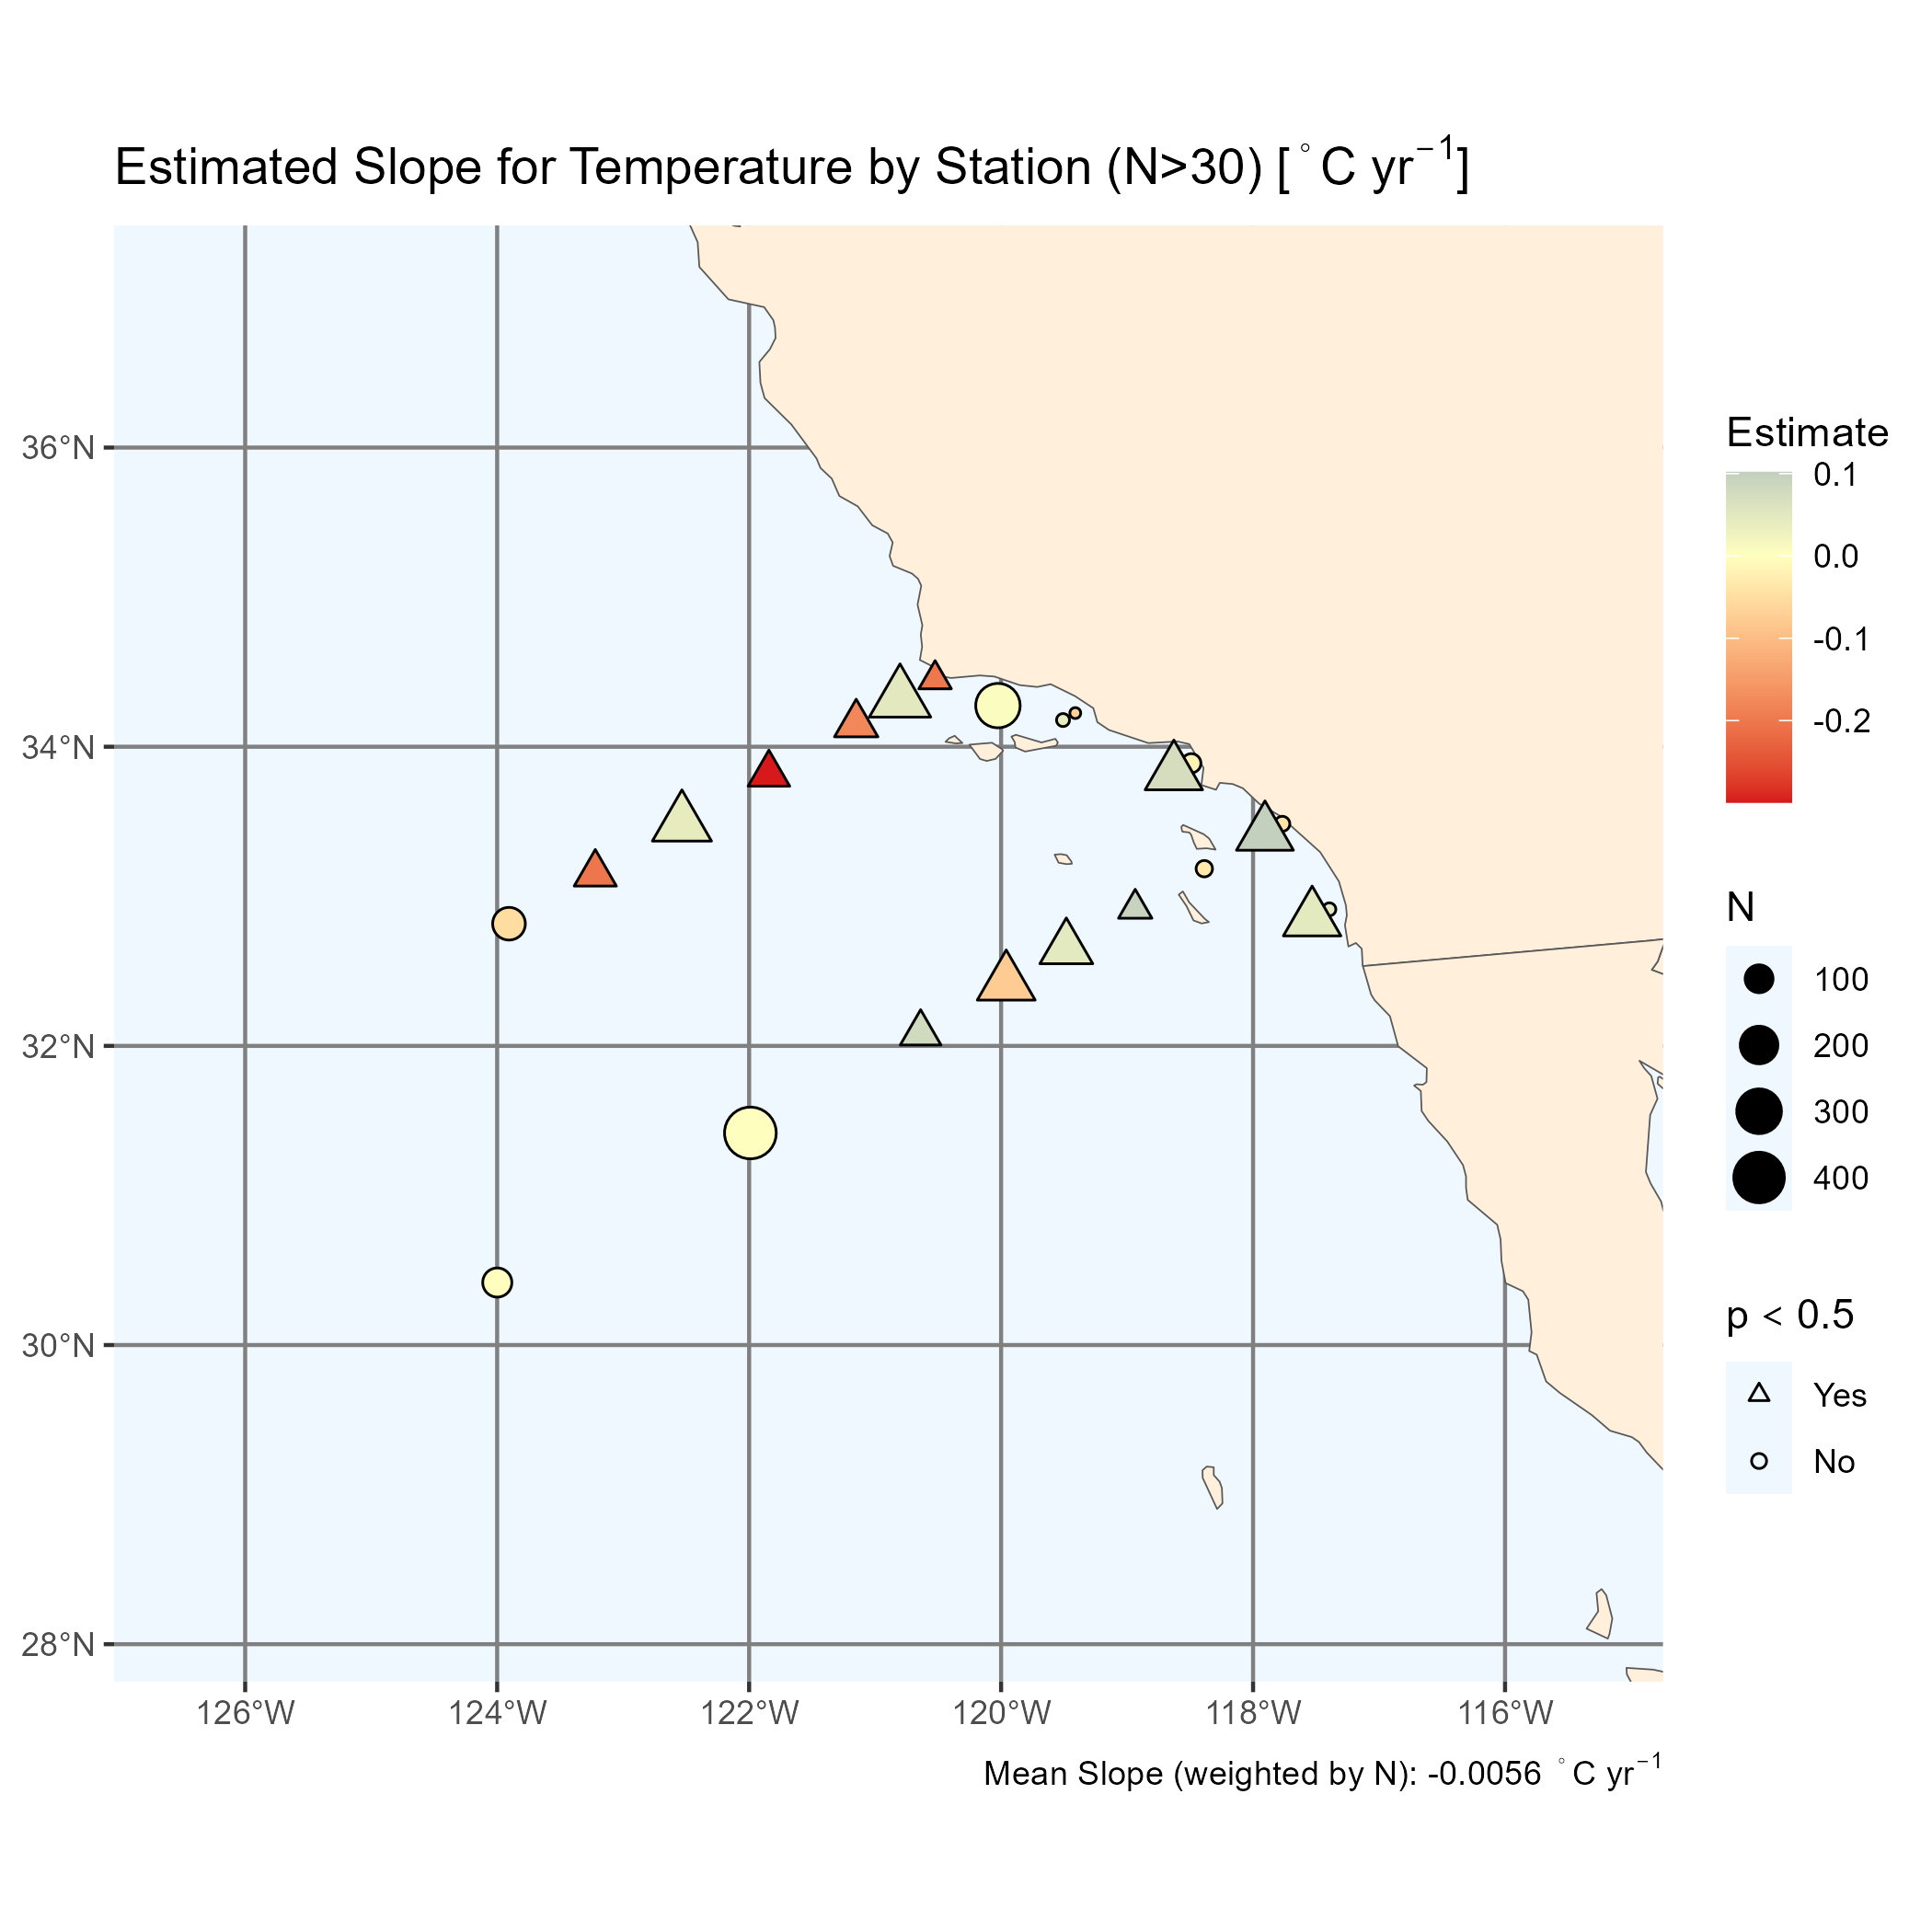 Estimated Slope for Temperature by Station (N>30) [°C yr⁻¹]
36°N
34°N
32°N
30°N
28°N
126°W 124°W 122°W 120°W 118°W 116°W
Mean Slope (weighted by N): -0.0056 °C yr⁻¹
Estimate
0.1
0.0
-0.1
-0.2
N
100
200
300
400
p < 0.5
Yes
No